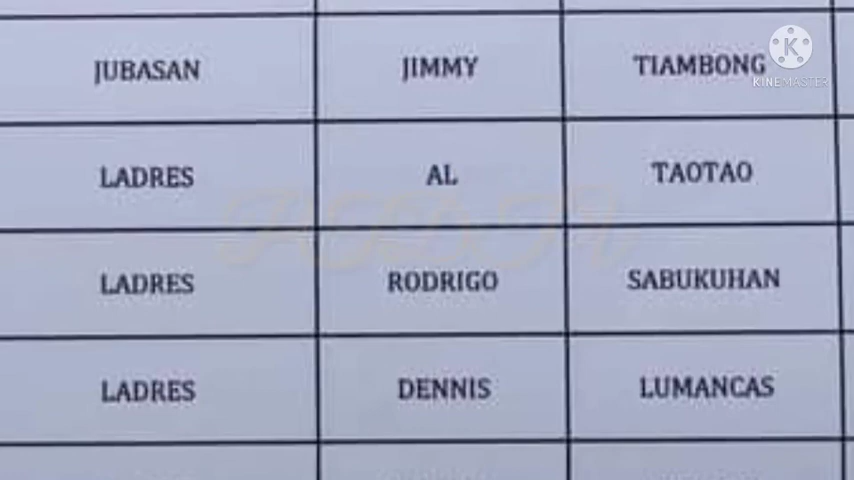 JUBASAN JIMMY TIAMBONG
LADRES AL TAOTAO
LADRES RODRIGO SABUKUHAN
LADRES DENNIS LUMANCAS
K
KINEMASTER